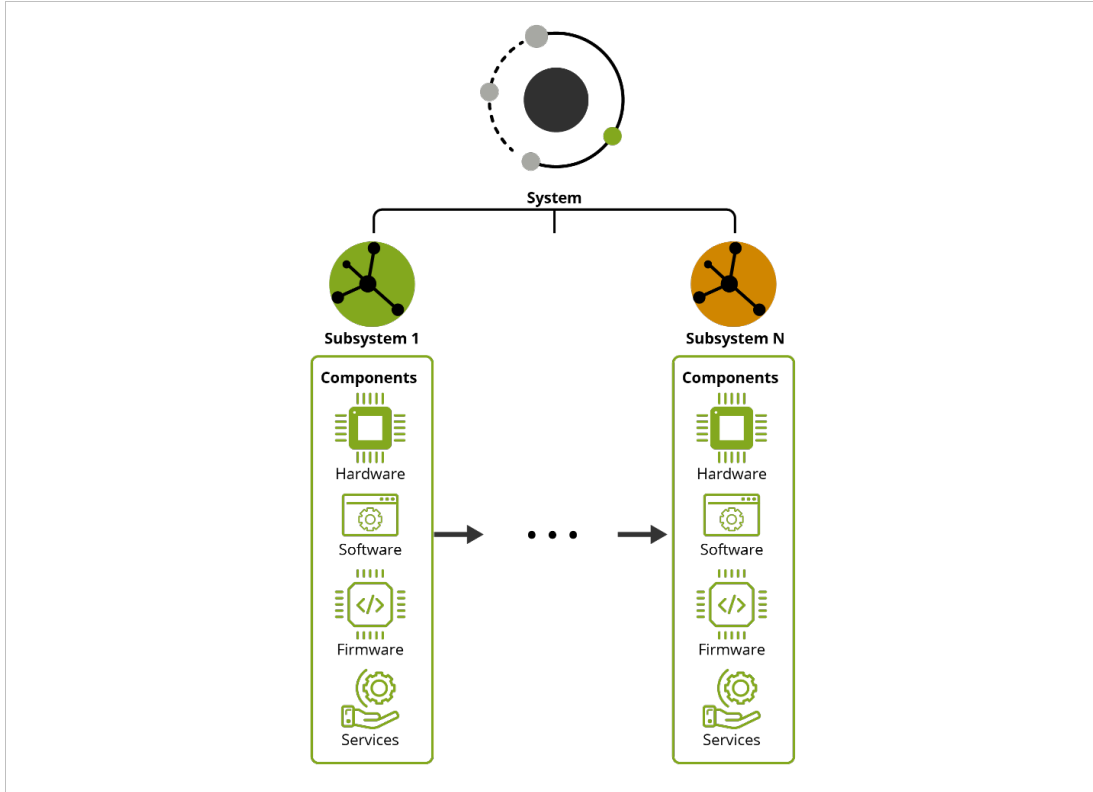 System
Subsystem 1
Subsystem N
Components
Hardware
Software
Firmware
Services
Components
Hardware
Software
Firmware
Services